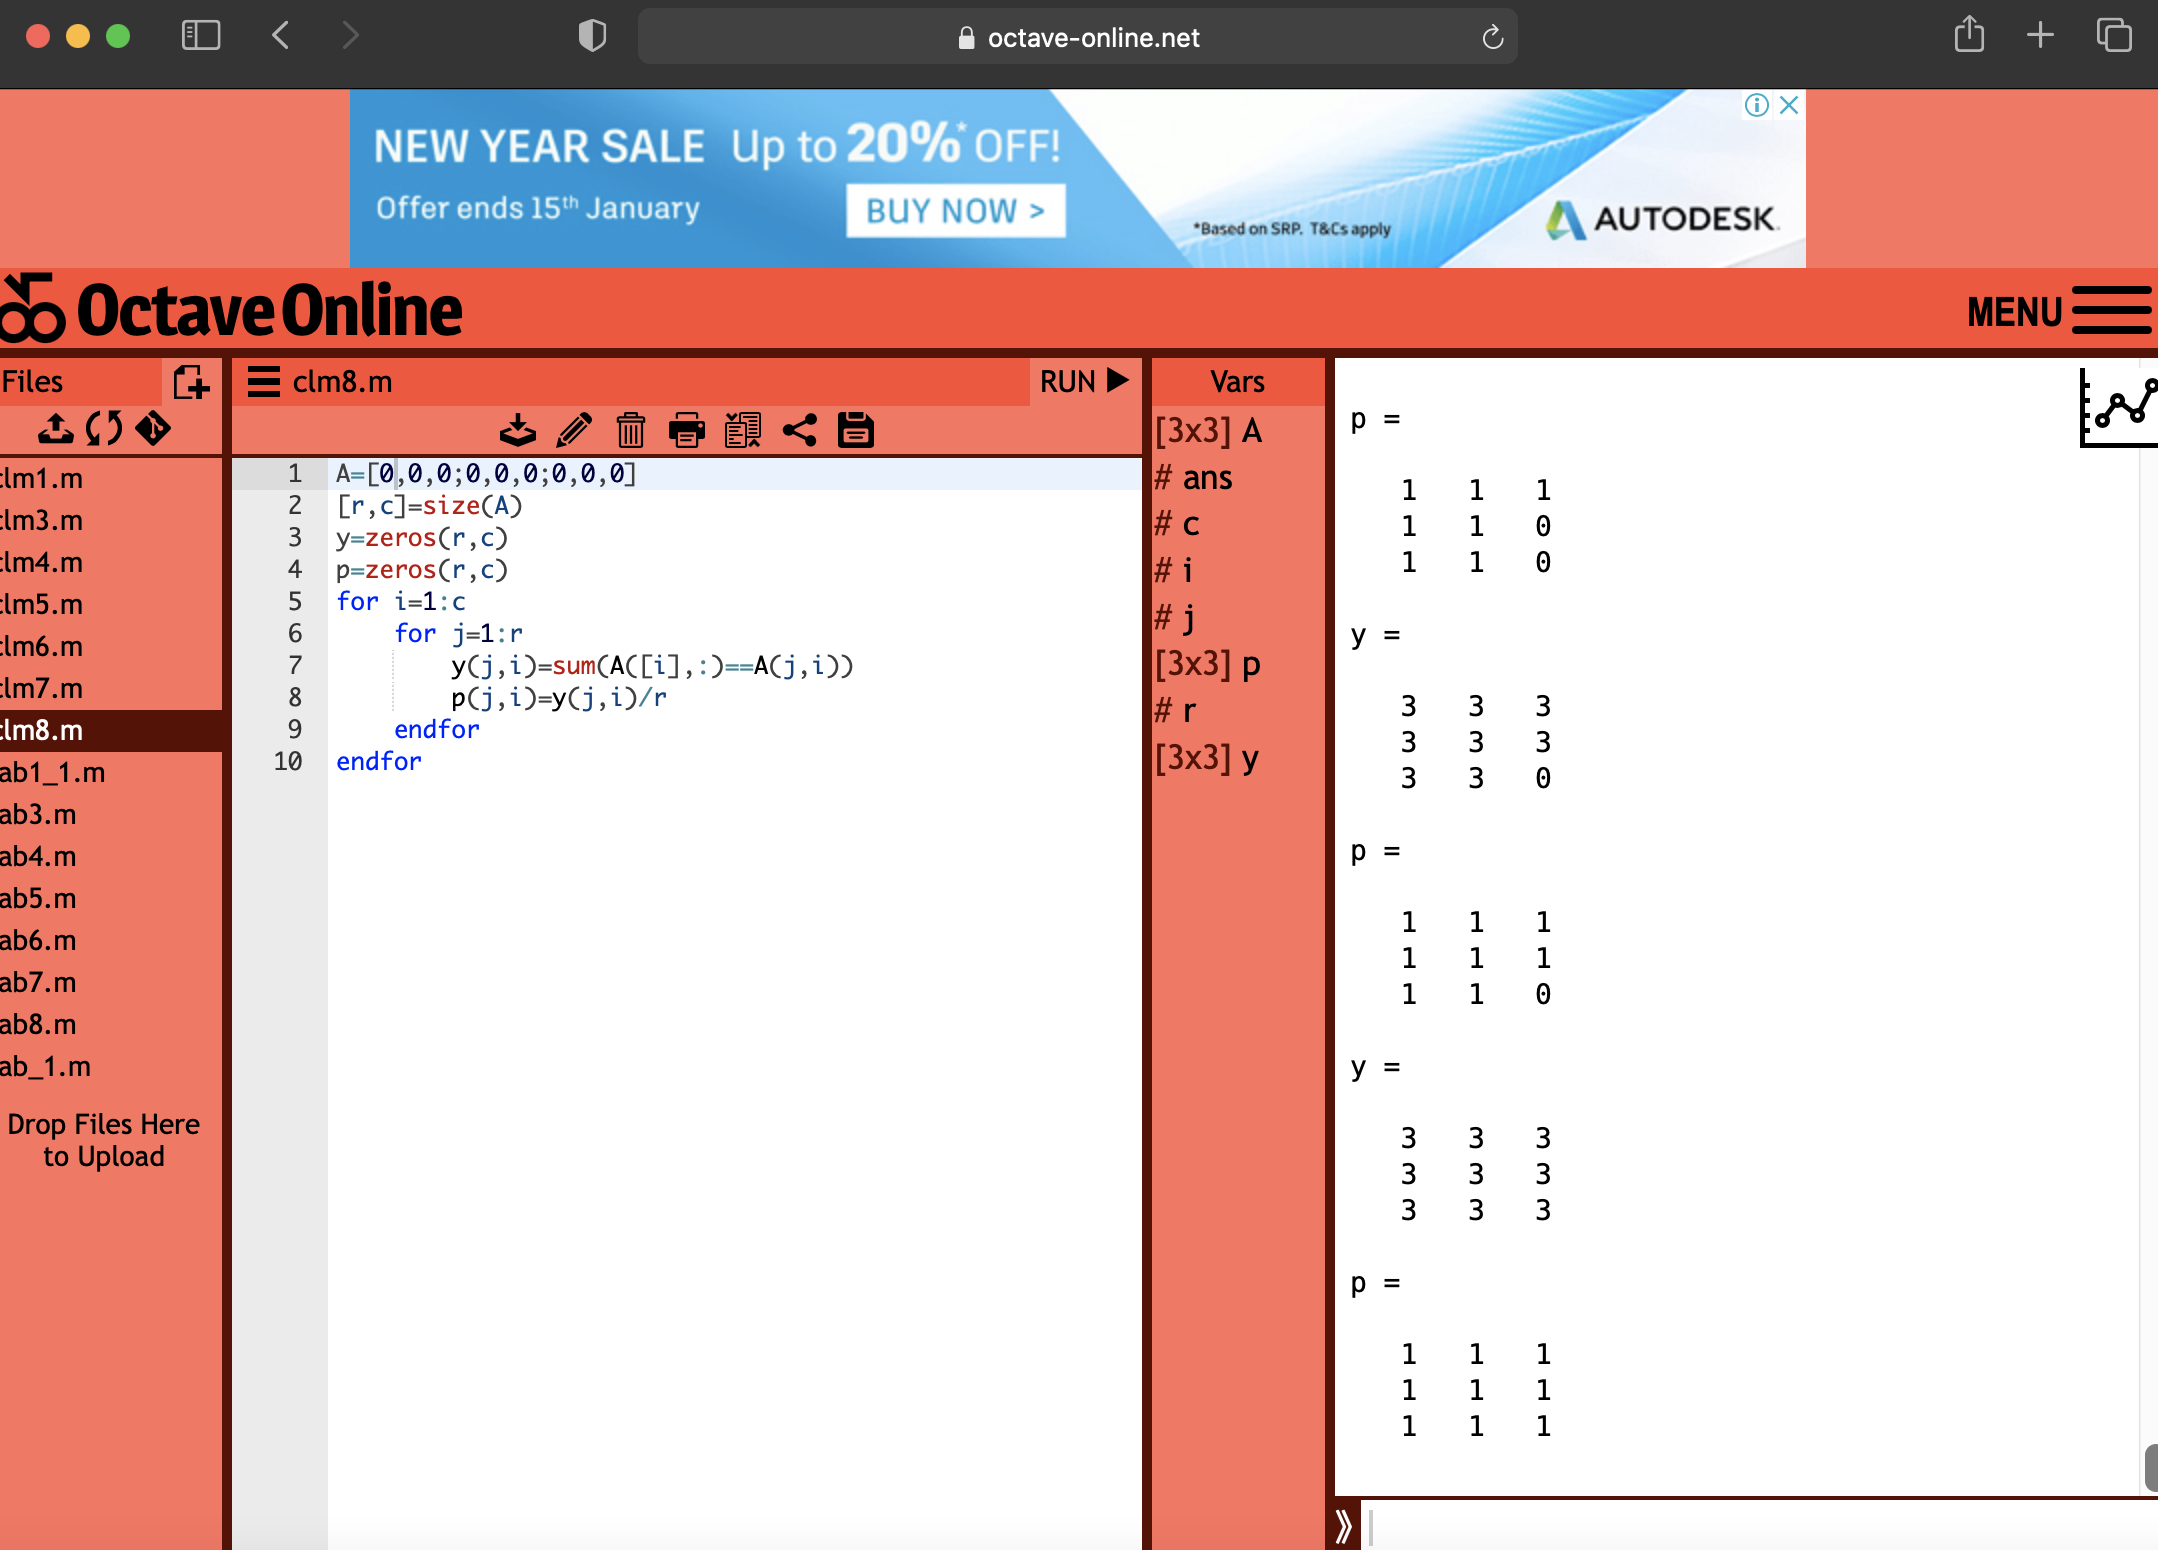 octave-online.net
NEW YEAR SALE Up to 20%* OFF!
Offer ends 15th January
BUY NOW >
*Based on SRP. T&Cs apply
AUTODESK.
Octave Online
MENU
Files
clm8.m
RUN
Vars
clm1.m
clm3.m
clm4.m
clm5.m
clm6.m
clm7.m
clm8.m
ab1_1.m
ab3.m
ab4.m
ab5.m
ab6.m
ab7.m
ab8.m
ab_1.m
Drop Files Here
to Upload
1 A=[0,0,0;0,0,0;0,0,0]
2 [r,c]=size(A)
3 y=zeros(r,c)
4 p=zeros(r,c)
5 for i=1:c
6 for j=1:r
7 y(j,i)=sum(A([i],:)==A(j,i))
8 p(j,i)=y(j,i)/r
9 endfor
10 endfor
[3x3] A
# ans
# c
# i
# j
[3x3] p
# r
[3x3] y
p =
1 1 1
1 1 0
1 1 0
y =
3 3 3
3 3 3
3 3 0
p =
1 1 1
1 1 1
1 1 0
y =
3 3 3
3 3 3
3 3 3
p =
1 1 1
1 1 1
1 1 1